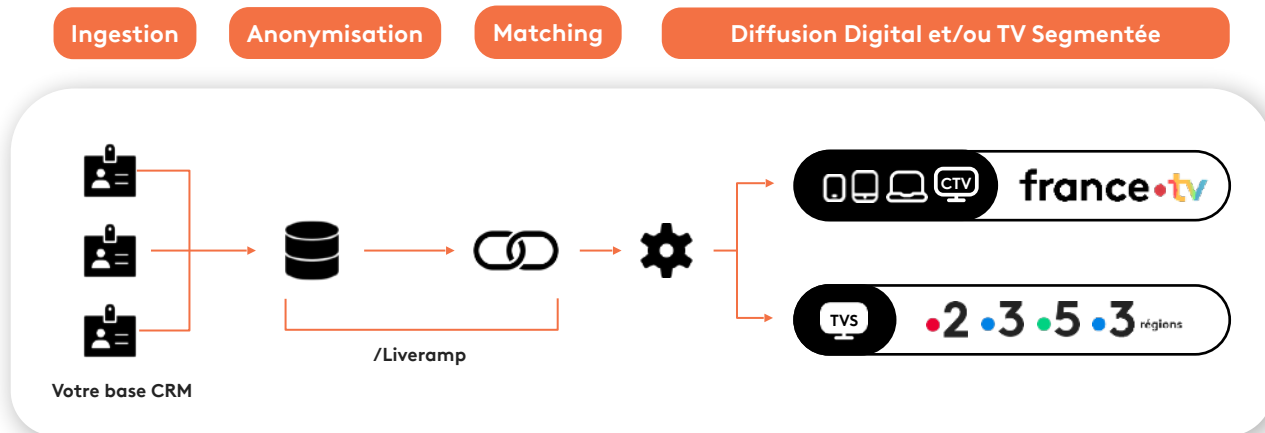 Ingestion
Anonymisation
Matching
Diffusion Digital et/ou TV Segmentée
CTV
france•tv
TVS
•2 •3 •5 •3 régions
/Liveramp
Votre base CRM